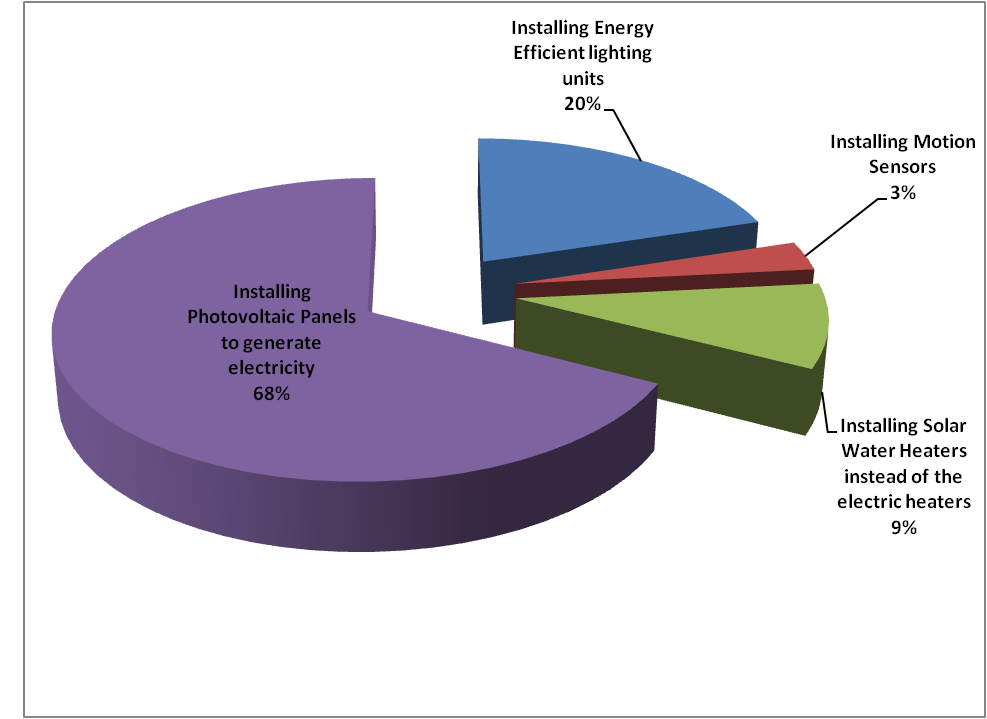 Installing Energy
Efficient lighting
units
20%
Installing Motion
Sensors
3%
Installing
Photovoltaic Panels
to generate
electricity
68%
Installing Solar
Water Heaters
instead of the
electric heaters
9%